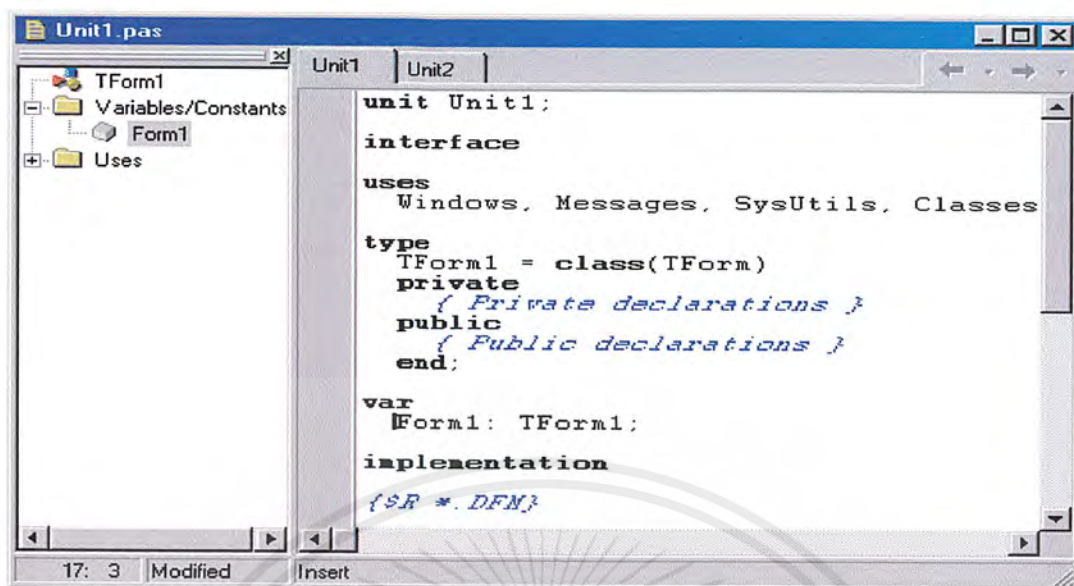 Unit1.pas
TForm1
Variables/Constants
Form1
Uses
Unit1
Unit2
unit Unit1;
interface
uses
Windows, Messages, SysUtils, Classes
type
TForm1 = class(TForm)
private
{ Private declarations }
public
{ Public declarations }
end;
var
Form1: TForm1;
implementation
{$R *.DFM}
17: 3
Modified
Insert